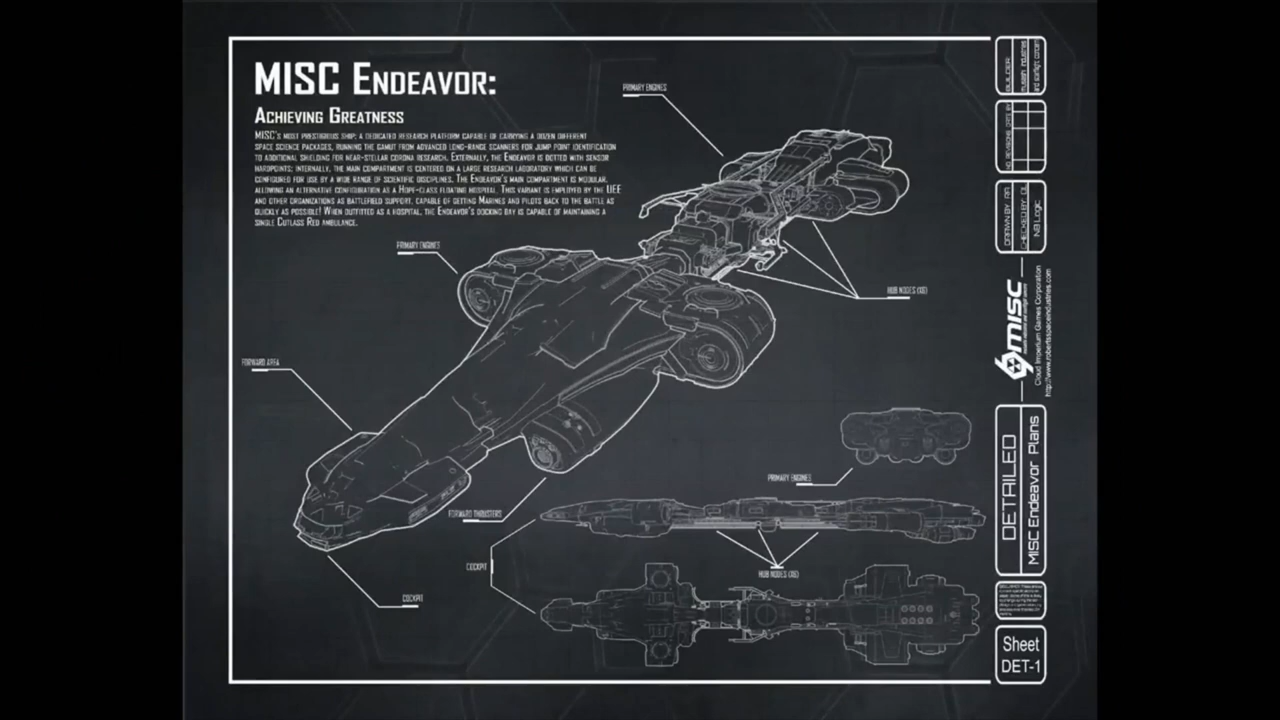 MISC Endeavor:
Achieving Greatness
MISC's most prestigious ship; a dedicated research platform capable of carrying a dozen different
space science packages, running the gamut from advanced long-range scanners for jump point identification
to additional shielding for near-stellar corona research. Externally, the Endeavor is dotted with sensor
hardpoints; internally, the main compartment is centered on a large research laboratory which can be
configured for use by a wide range of scientific disciplines. The Endeavor's main compartment is modular,
allowing an alternative configuration as a Hope-class floating hospital. This variant is employed by the UEE
and other organizations as battlefield support, capable of getting Marines and pilots back to the battle as
quickly as possible! When outfitted as a hospital, the Endeavor's docking bay is capable of maintaining a
single Cutlass Red ambulance.
PRIMARY ENGINES
PRIMARY ENGINES
HUB NODES (X6)
FORWARD AREA
FORWARD THRUSTERS
COCKPIT
PRIMARY ENGINES
COCKPIT
HUB NODES (X6)
BUILDER
DRAWN BY:
CHECKED BY:
NB Logic
MISC
Cloud Imperium Games Corporation
http://www.robertsspaceindustries.com
DETAILED
MISC Endeavor Plans
Sheet
DET-1